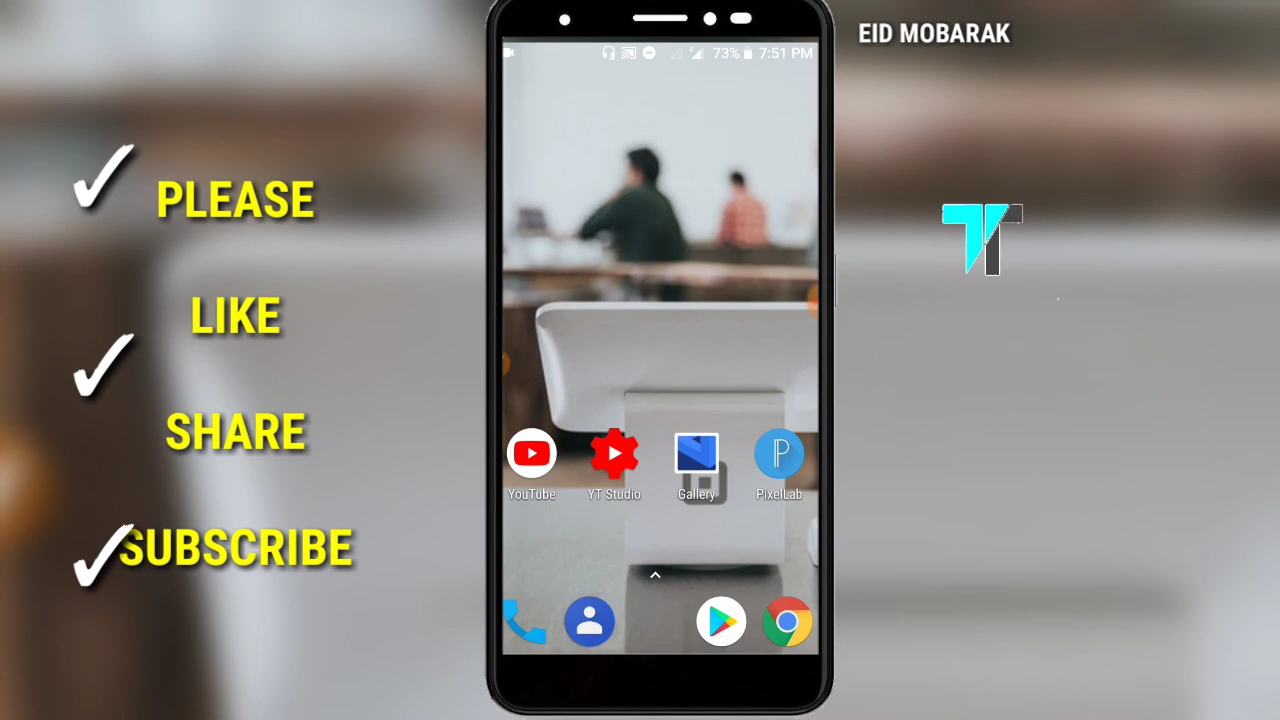 EID MOBARAK
PLEASE
LIKE
SHARE
SUBSCRIBE
73% 7:51 PM
YouTube YT Studio Gallery PixelLab